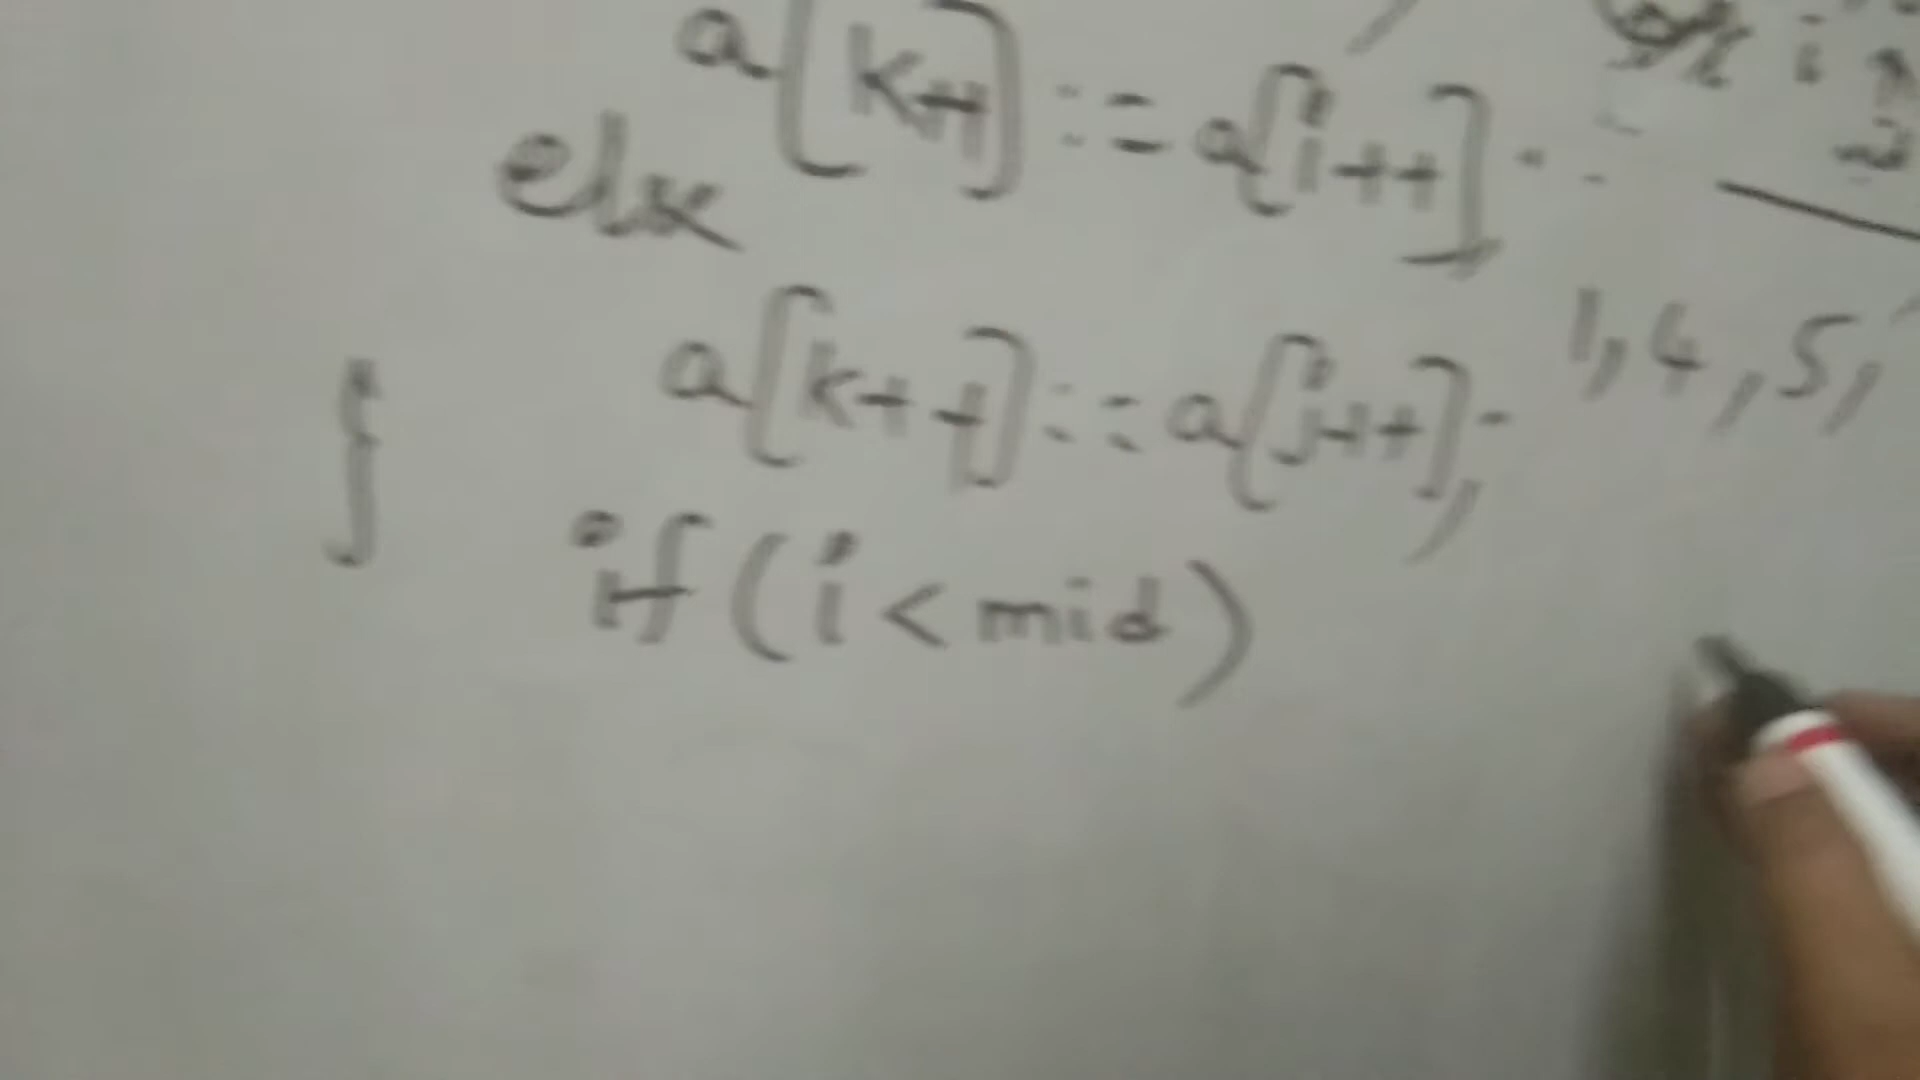 a[k++] := a[i++];
else
a[k++] := a[j++];
1, 4, 5,
}
if (i < mid)